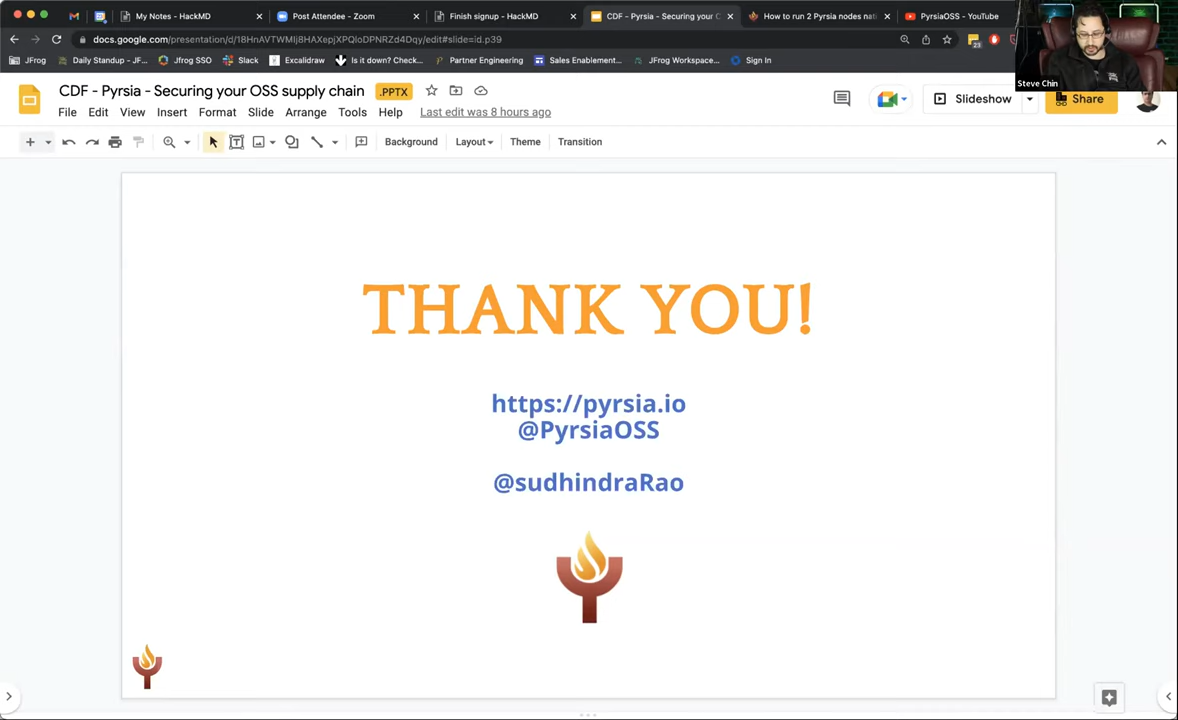 My Notes - HackMD
Post Attendee - Zoom
Finish signup - HackMD
CDF - Pyrsia - Securing your C
How to run 2 Pyrsia nodes nati
PyrsiaOSS - YouTube
docs.google.com/presentation/d/18HnAVTWMIj8HAXepjXPQloDPNRZd4Dqy/edit#slide=id.p39
23
JFrog
Daily Standup - JF...
Jfrog SSO
Slack
Excalidraw
Is it down? Check...
Partner Engineering
Sales Enablement...
JFrog Workspace...
Sign In
Steve Chin
CDF - Pyrsia - Securing your OSS supply chain
.PPTX
File Edit View Insert Format Slide Arrange Tools Help Last edit was 8 hours ago
Slideshow
Share
Background
Layout
Theme
Transition
THANK YOU!
https://pyrsia.io
@PyrsiaOSS
@sudhindraRao